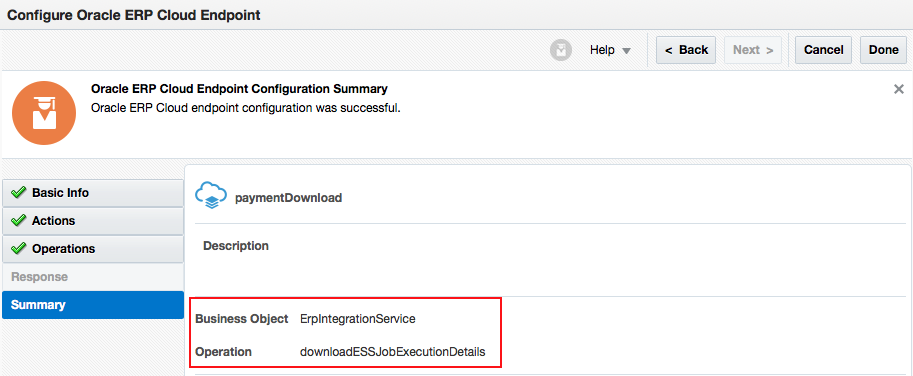 Configure Oracle ERP Cloud Endpoint
Help
< Back
Next >
Cancel
Done
Oracle ERP Cloud Endpoint Configuration Summary
Oracle ERP Cloud endpoint configuration was successful.
Basic Info
Actions
Operations
Response
Summary
paymentDownload
Description
Business Object ErpIntegrationService
Operation downloadESSJobExecutionDetails